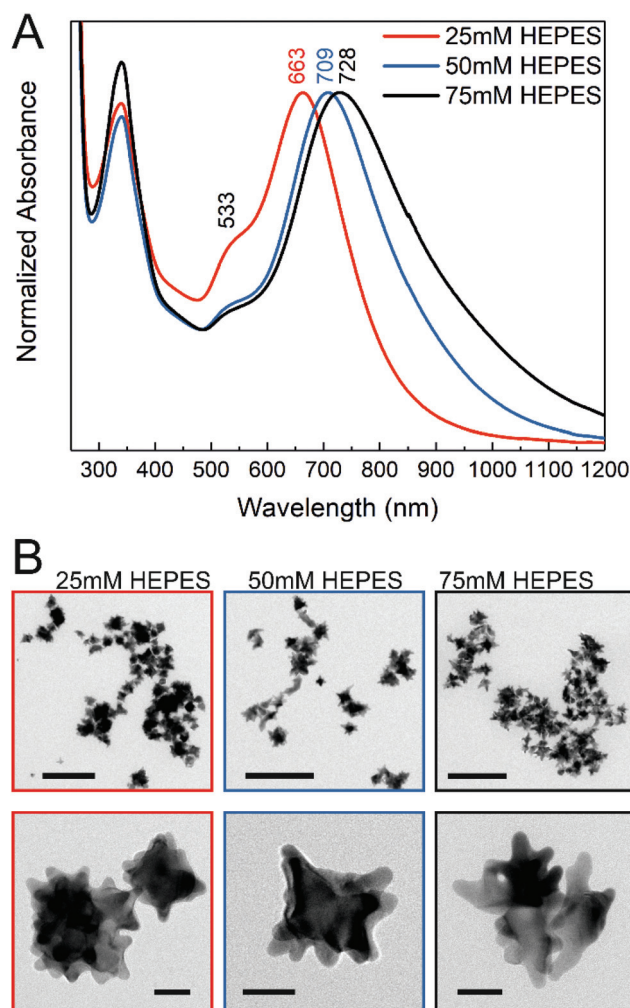 A
25mM HEPES
50mM HEPES
75mM HEPES
663
709
728
533
Normalized Absorbance
300 400 500 600 700 800 900 1000 1100 1200
Wavelength (nm)
B
25mM HEPES 50mM HEPES 75mM HEPES